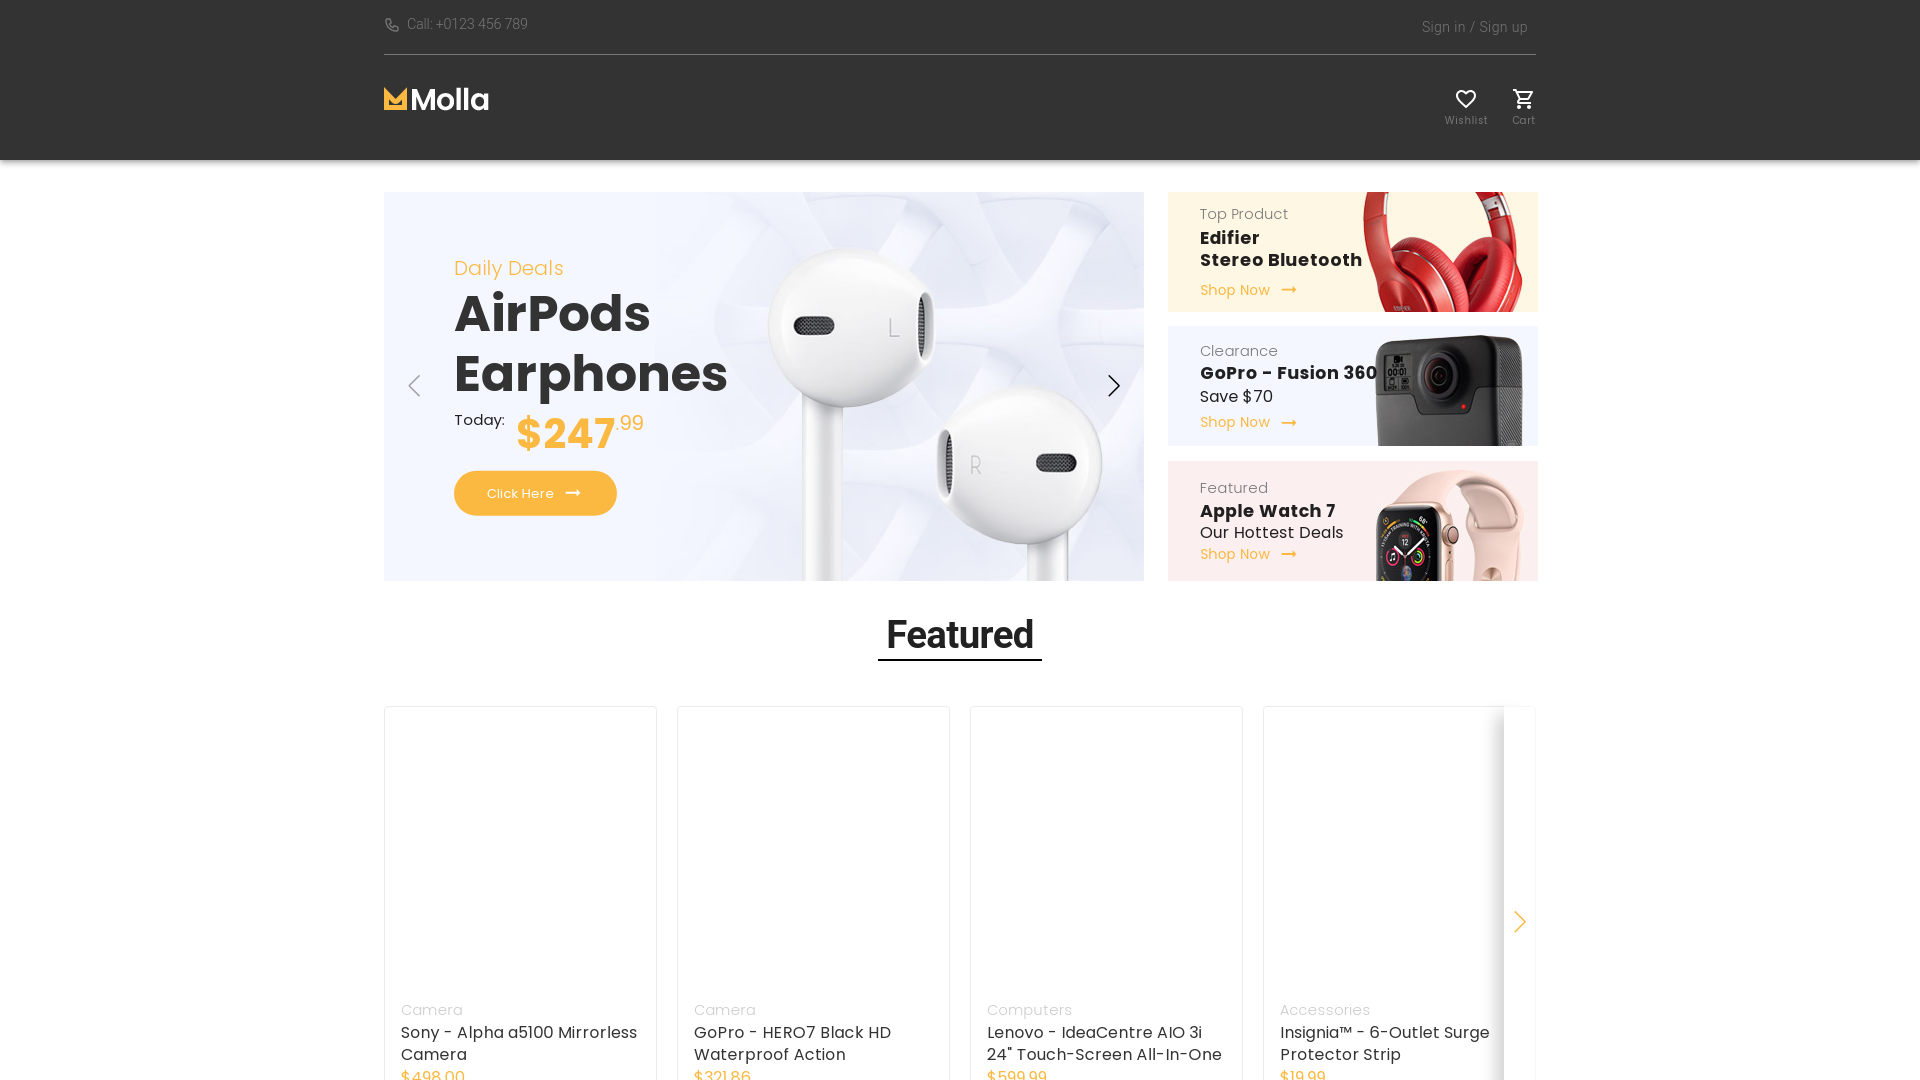 Call: +0123 456 789
Sign in / Sign up
Molla
Wishlist
Cart
Daily Deals
AirPods
Earphones
Today:
$247.99
Click Here
L
R
Top Product
Edifier
Stereo Bluetooth
Shop Now
Clearance
GoPro - Fusion 360
Save $70
Shop Now
Featured
Apple Watch 7
Our Hottest Deals
Shop Now
Featured
Camera
Sony - Alpha a5100 Mirrorless
Camera
$498.00
Camera
GoPro - HERO7 Black HD
Waterproof Action
$321.86
Computers
Lenovo - IdeaCentre AIO 3i
24" Touch-Screen All-In-One
$599.99
Accessories
Insignia™ - 6-Outlet Surge
Protector Strip
$19.99